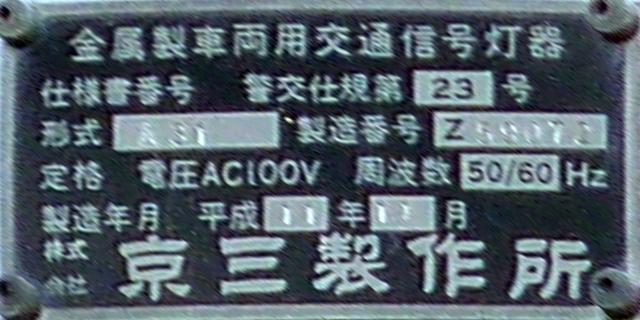 金属製車両用交通信号灯器
仕様書番号 警交仕規第 23 号
形式 製造番号 Z
定格 電圧AC100V 周波数 50/60 Hz
製造年月 平成 11 年 月
株式会社 京三製作所